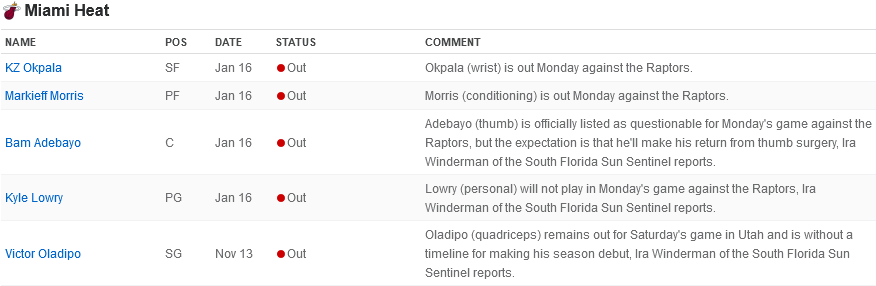 Miami Heat
NAME POS DATE STATUS COMMENT
KZ Okpala SF Jan 16 Out Okpala (wrist) is out Monday against the Raptors.
Markieff Morris PF Jan 16 Out Morris (conditioning) is out Monday against the Raptors.
Adebayo (thumb) is officially listed as questionable for Monday's game against the
Bam Adebayo C Jan 16 Out Raptors, but the expectation is that he'll make his return from thumb surgery, Ira
Winderman of the South Florida Sun Sentinel reports.
Kyle Lowry PG Jan 16 Out Lowry (personal) will not play in Monday's game against the Raptors, Ira
Winderman of the South Florida Sun Sentinel reports.
Oladipo (quadriceps) remains out for Saturday's game in Utah and is without a
Victor Oladipo SG Nov 13 Out timeline for making his season debut, Ira Winderman of the South Florida Sun
Sentinel reports.